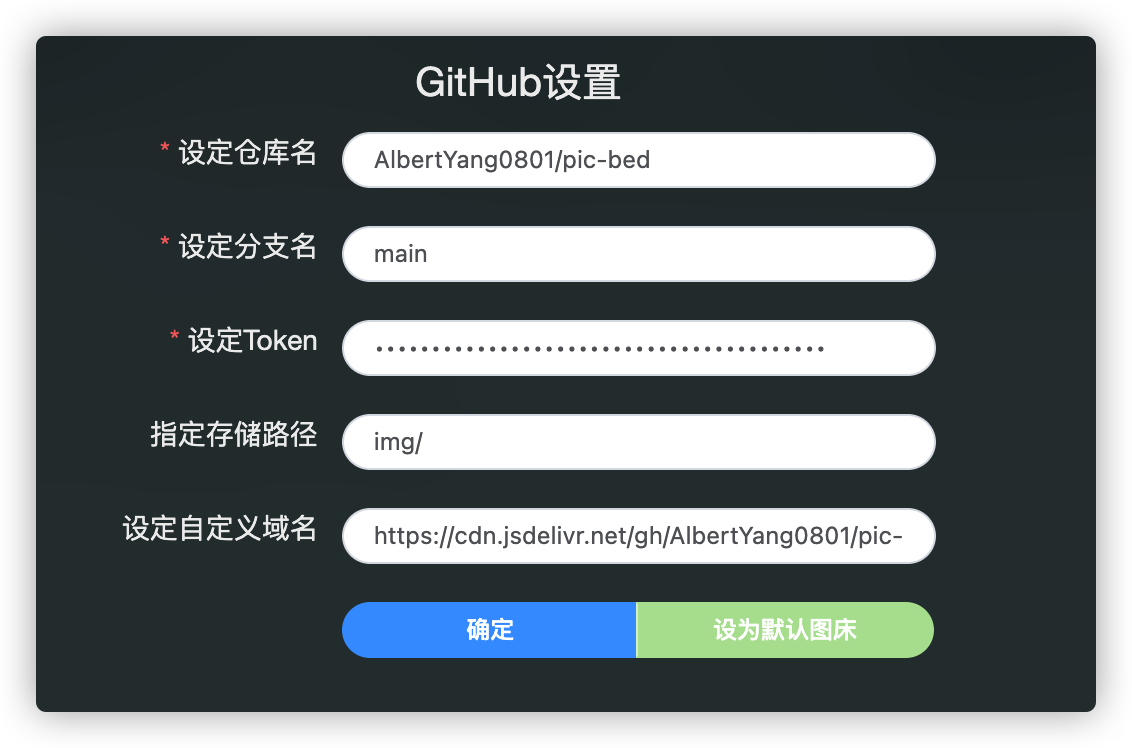 GitHub设置
* 设定仓库名
AlbertYang0801/pic-bed
* 设定分支名
main
* 设定Token
••••••••••••••••••••••••••••••••••••••••
指定存储路径
img/
设定自定义域名
https://cdn.jsdelivr.net/gh/AlbertYang0801/pic-
确定
设为默认图床